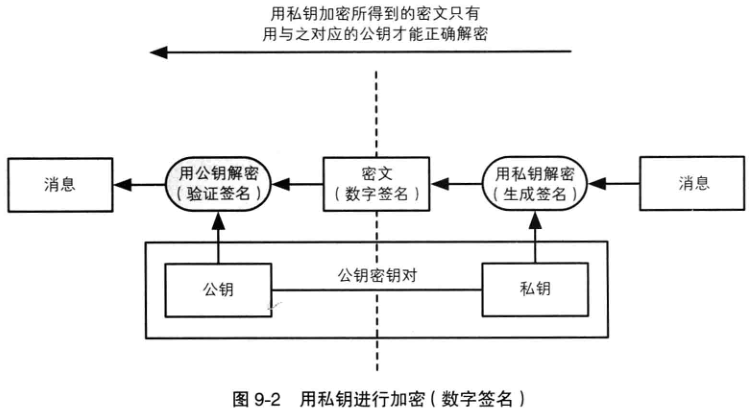 用私钥加密所得到的密文只有
用与之对应的公钥才能正确解密
消息
用公钥解密
(验证签名)
密文
(数字签名)
用私钥解密
(生成签名)
消息
公钥密钥对
公钥
私钥
图 9-2 用私钥进行加密(数字签名)